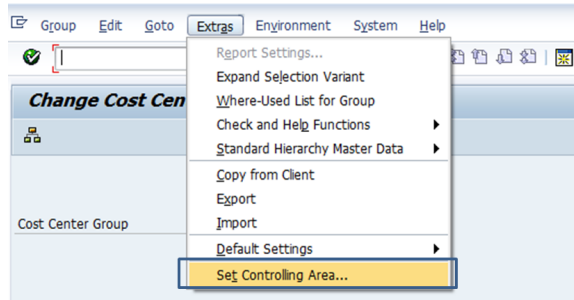 Group Edit Goto Extras Environment System Help
Report Settings...
Expand Selection Variant
Change Cost Cen
Where-Used List for Group
Check and Help Functions
Standard Hierarchy Master Data
Copy from Client
Export
Cost Center Group
Import
Default Settings
Set Controlling Area...